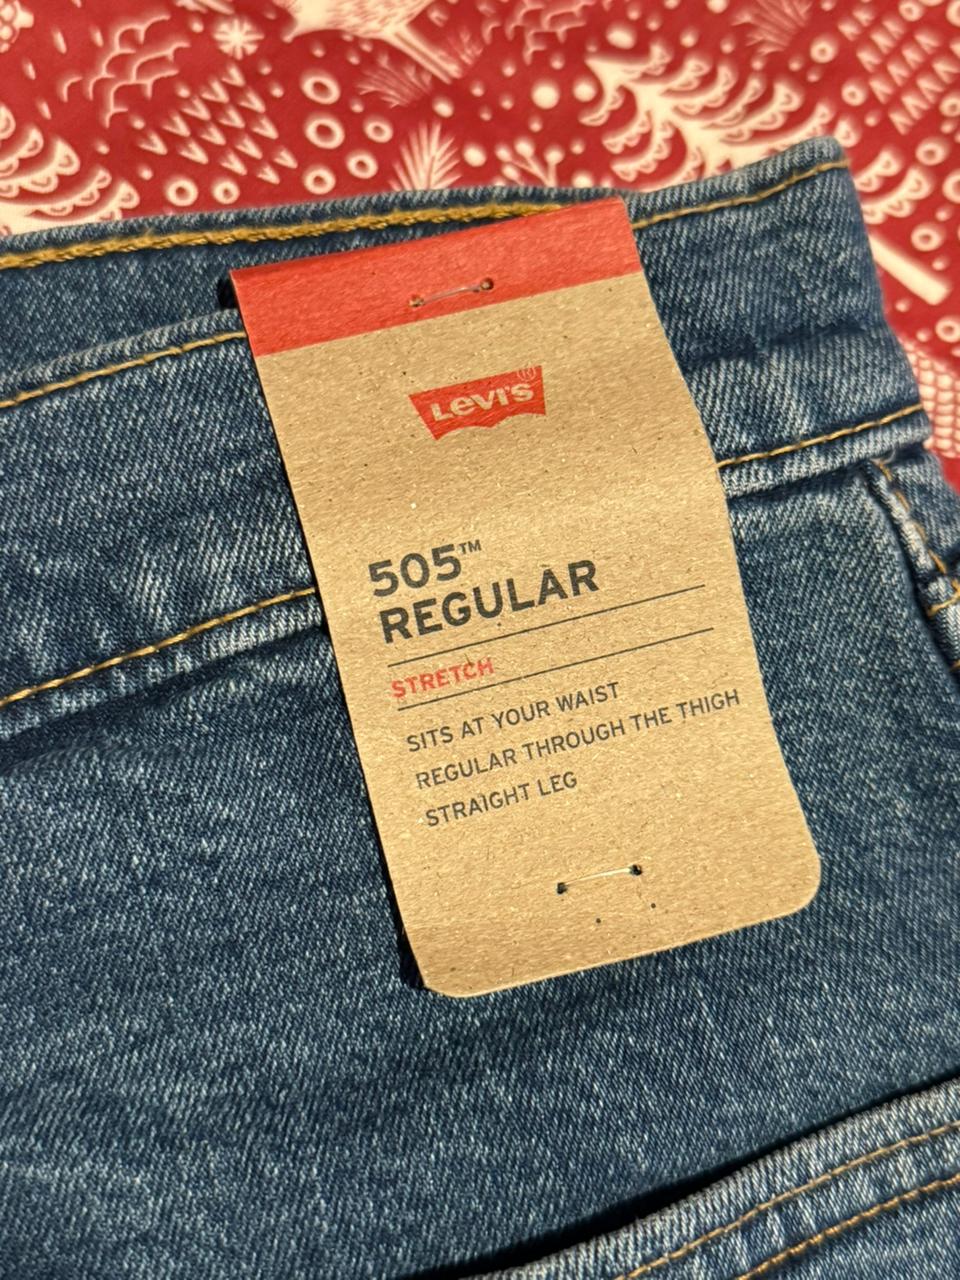 Levi's®
505™
REGULAR
STRETCH
SITS AT YOUR WAIST
REGULAR THROUGH THE THIGH
STRAIGHT LEG